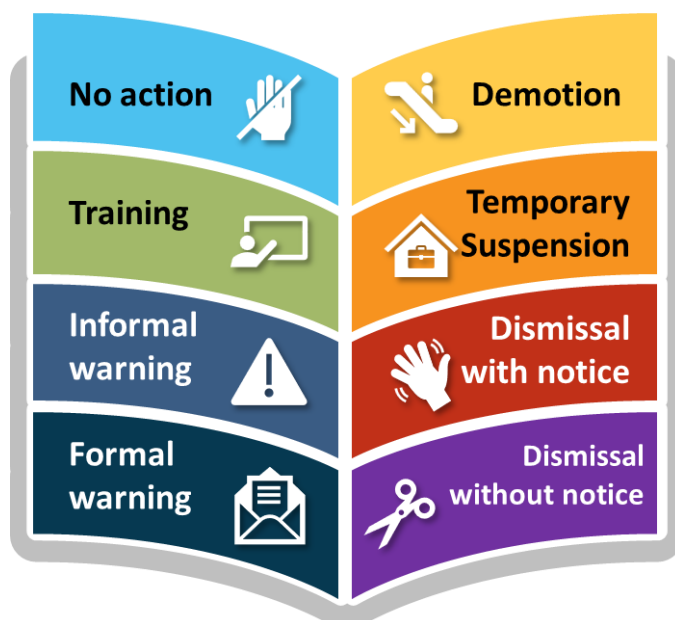 No action
Training
Informal
warning
Formal
warning
Demotion
Temporary
Suspension
Dismissal
with notice
Dismissal
without notice